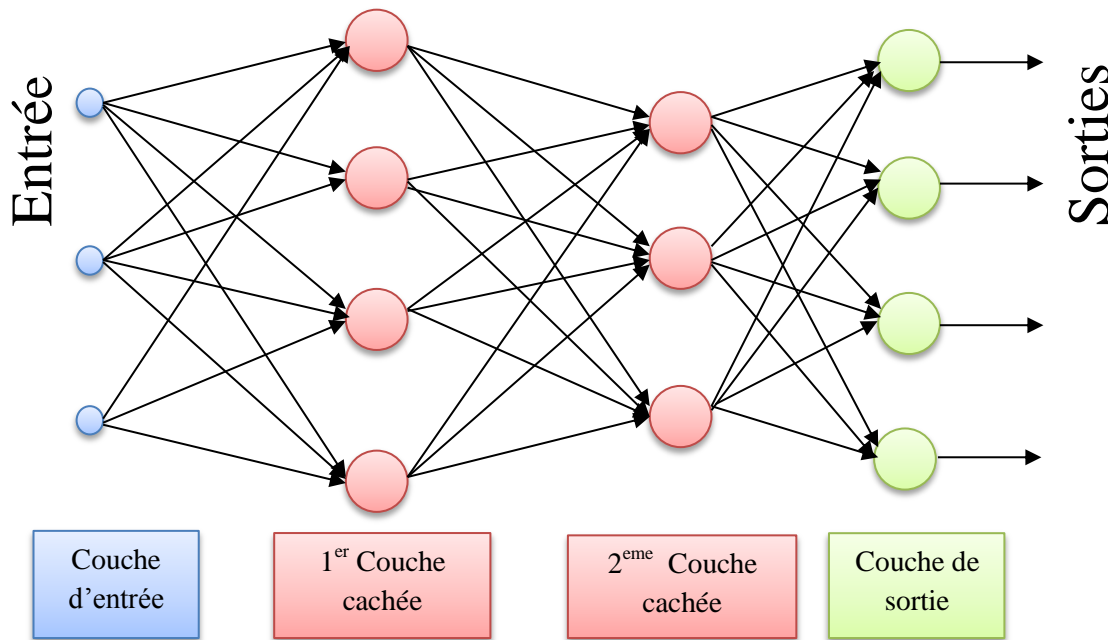 Entrée
Sorties
Couche
d’entrée
1er Couche
cachée
2eme Couche
cachée
Couche de
sortie